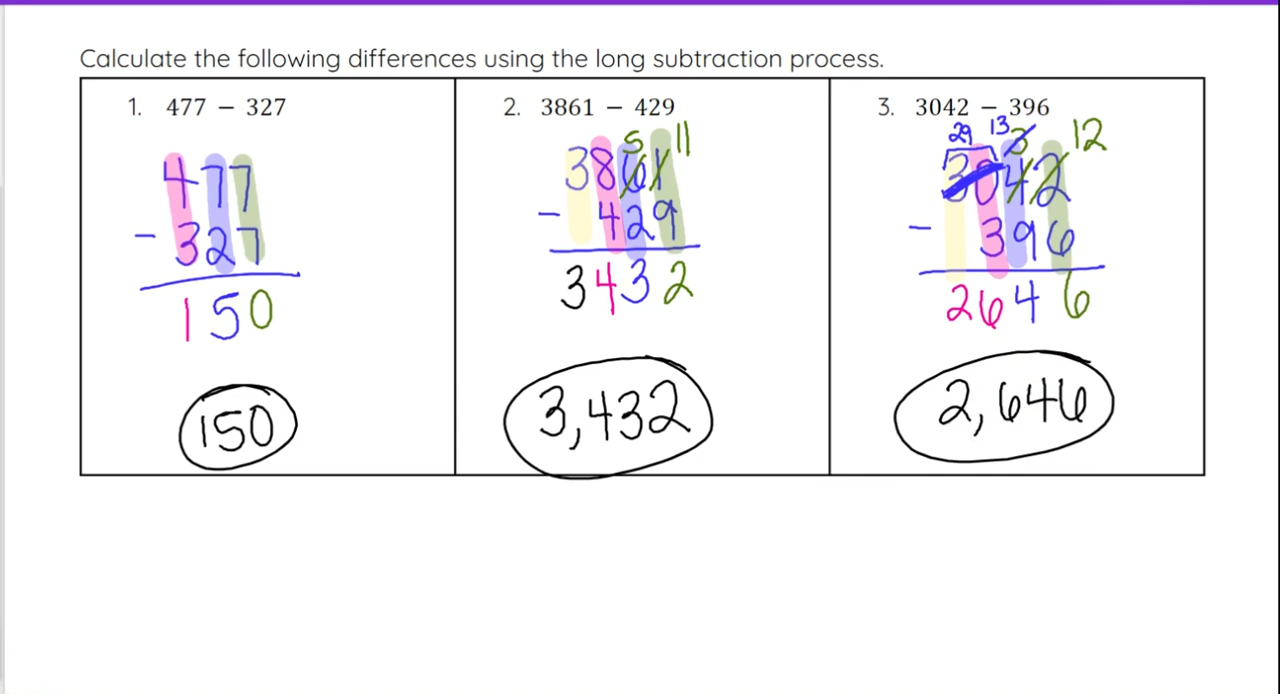 Calculate the following differences using the long subtraction process.
1. 477 − 327
477
- 327
150
150
2. 3861 − 429
5 11
3861
- 429
3432
3,432
3. 3042 − 396
29 13 3 12
3042
- 396
2646
2,646